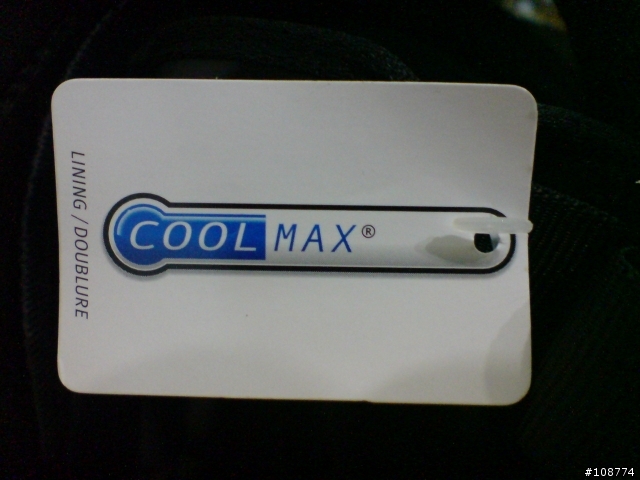 LINING / DOUBLURE
COOLMAX®
#108774